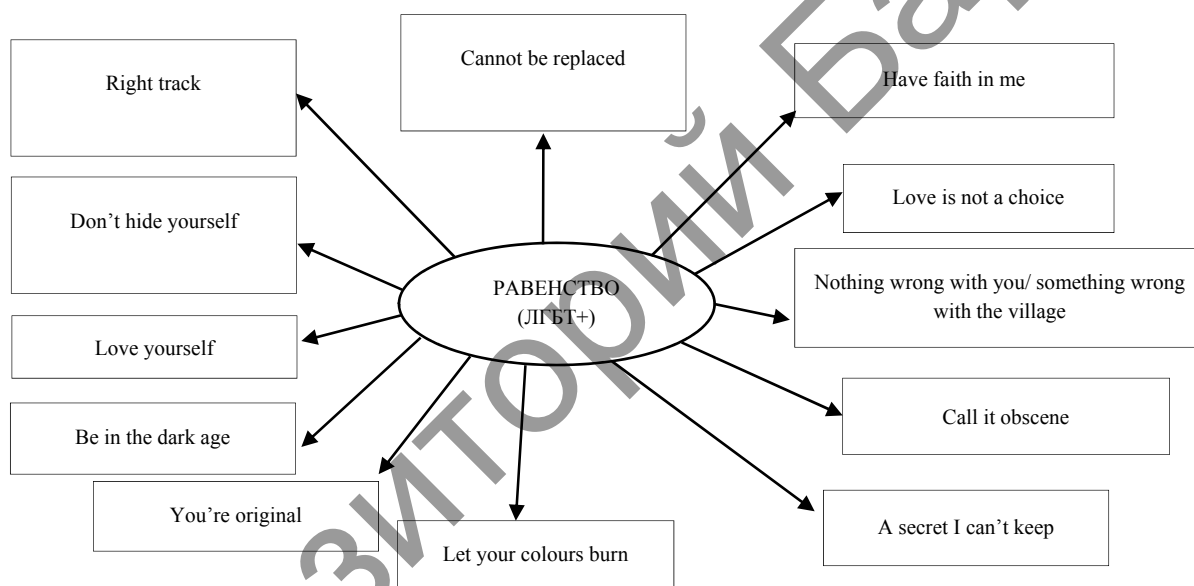 Cannot be replaced
Right track
Have faith in me
Love is not a choice
Don’t hide yourself
РАВЕНСТВО
(ЛГБТ+)
Nothing wrong with you/ something wrong
with the village
Love yourself
Call it obscene
Be in the dark age
You’re original
A secret I can’t keep
Let your colours burn
зиторий Ба